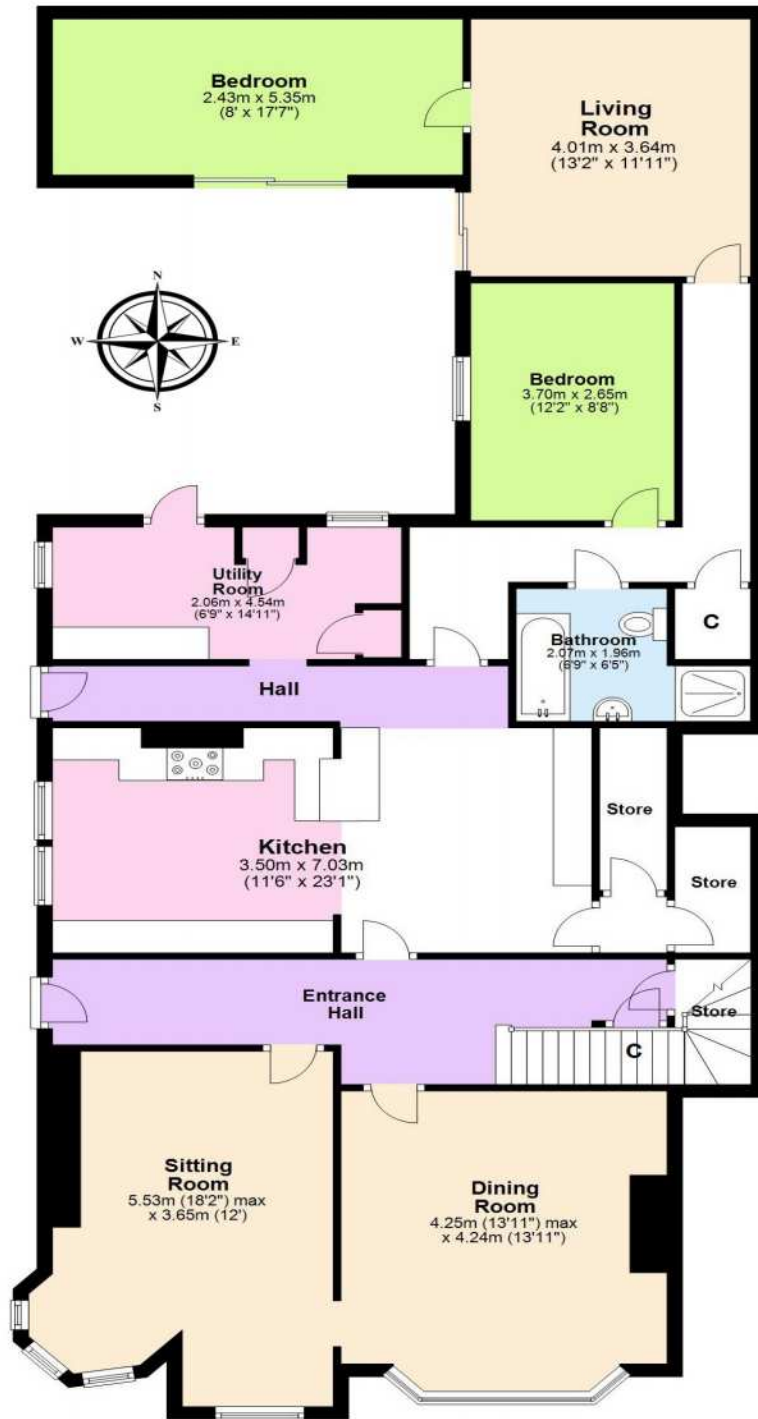 Bedroom
2.43m x 5.35m
(8' x 17'7")
Living
Room
4.01m x 3.64m
(13'2" x 11'11")
N
W
E
S
Bedroom
3.70m x 2.65m
(12'2" x 8'8")
Utility
Room
2.06m x 4.54m
(6'9" x 14'11")
Bathroom
2.07m x 1.96m
(6'9" x 6'5")
C
Hall
Kitchen
3.50m x 7.03m
(11'6" x 23'1")
Store
Store
Entrance
Hall
Store
C
Sitting
Room
5.53m (18'2") max
x 3.65m (12')
Dining
Room
4.25m (13'11") max
x 4.24m (13'11")